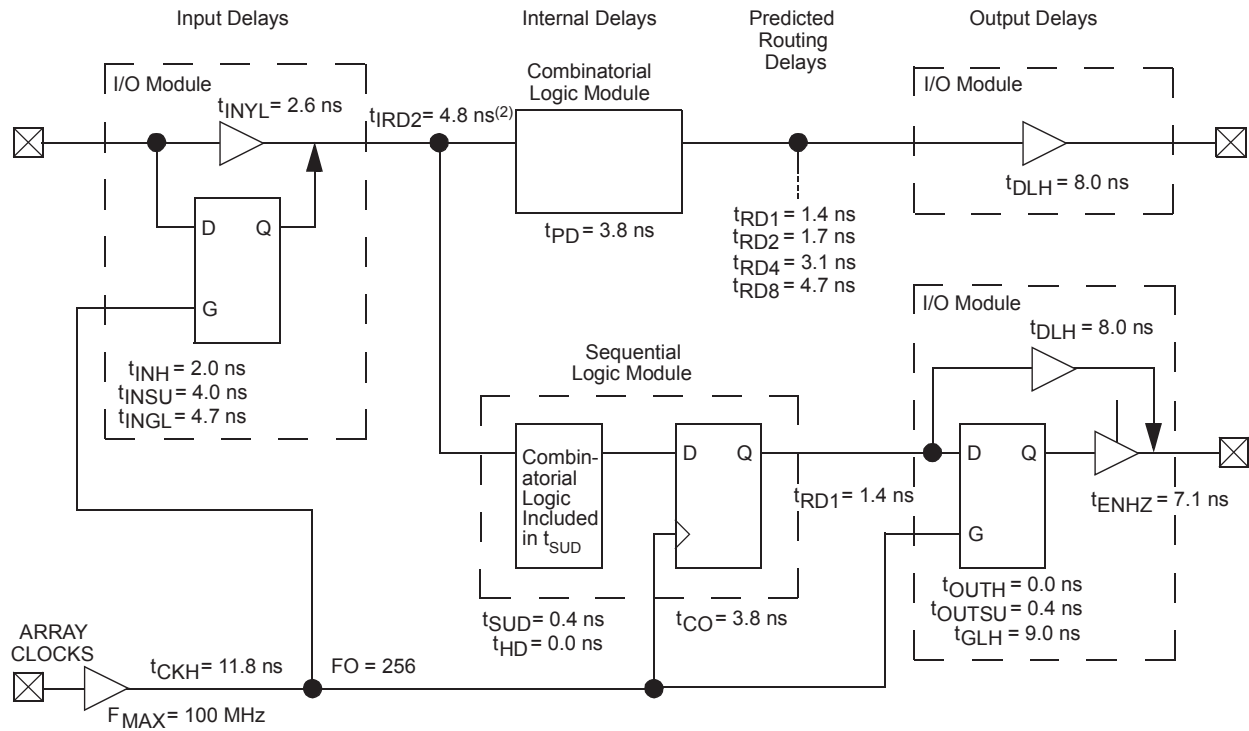 Input Delays
Internal Delays
Predicted
Routing
Delays
Output Delays
I/O Module
tINYL = 2.6 ns
tIRD2 = 4.8 ns(2)
Combinatorial
Logic Module
I/O Module
tDLH = 8.0 ns
D Q
G
tPD = 3.8 ns
tRD1 = 1.4 ns
tRD2 = 1.7 ns
tRD4 = 3.1 ns
tRD8 = 4.7 ns
tINH = 2.0 ns
tINSU = 4.0 ns
tINGL = 4.7 ns
Sequential
Logic Module
I/O Module
tDLH = 8.0 ns
Combin-
atorial
Logic
Included
in tSUD
D Q
tRD1 = 1.4 ns
D Q
G
tENHZ = 7.1 ns
tSUD = 0.4 ns
tHD = 0.0 ns
tCO = 3.8 ns
tOUTH = 0.0 ns
tOUTSU = 0.4 ns
tGLH = 9.0 ns
ARRAY
CLOCKS
tCKH = 11.8 ns
FO = 256
FMAX = 100 MHz